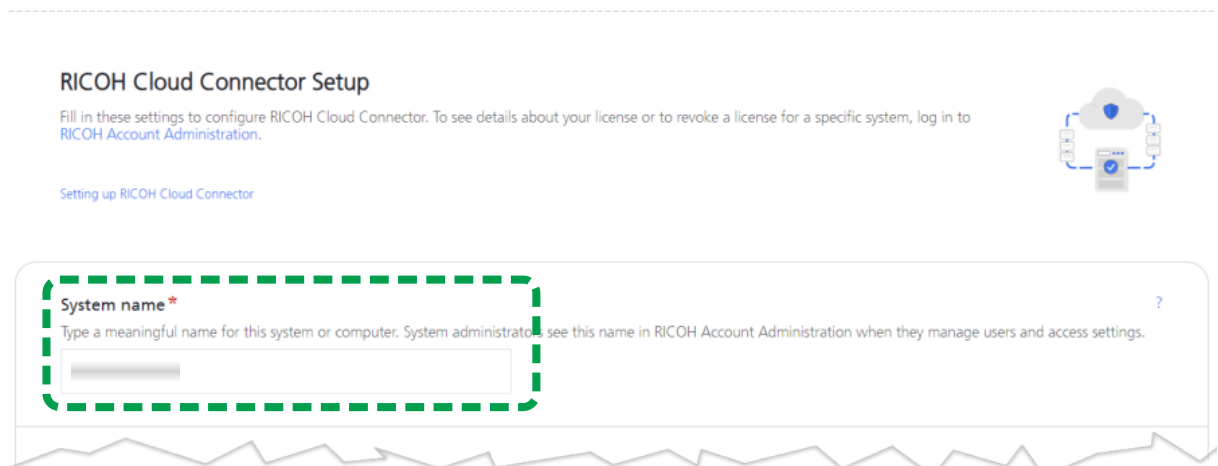 RICOH Cloud Connector Setup
Fill in these settings to configure RICOH Cloud Connector. To see details about your license or to revoke a license for a specific system, log in to
RICOH Account Administration.
Setting up RICOH Cloud Connector
System name*
?
Type a meaningful name for this system or computer. System administrators see this name in RICOH Account Administration when they manage users and access settings.